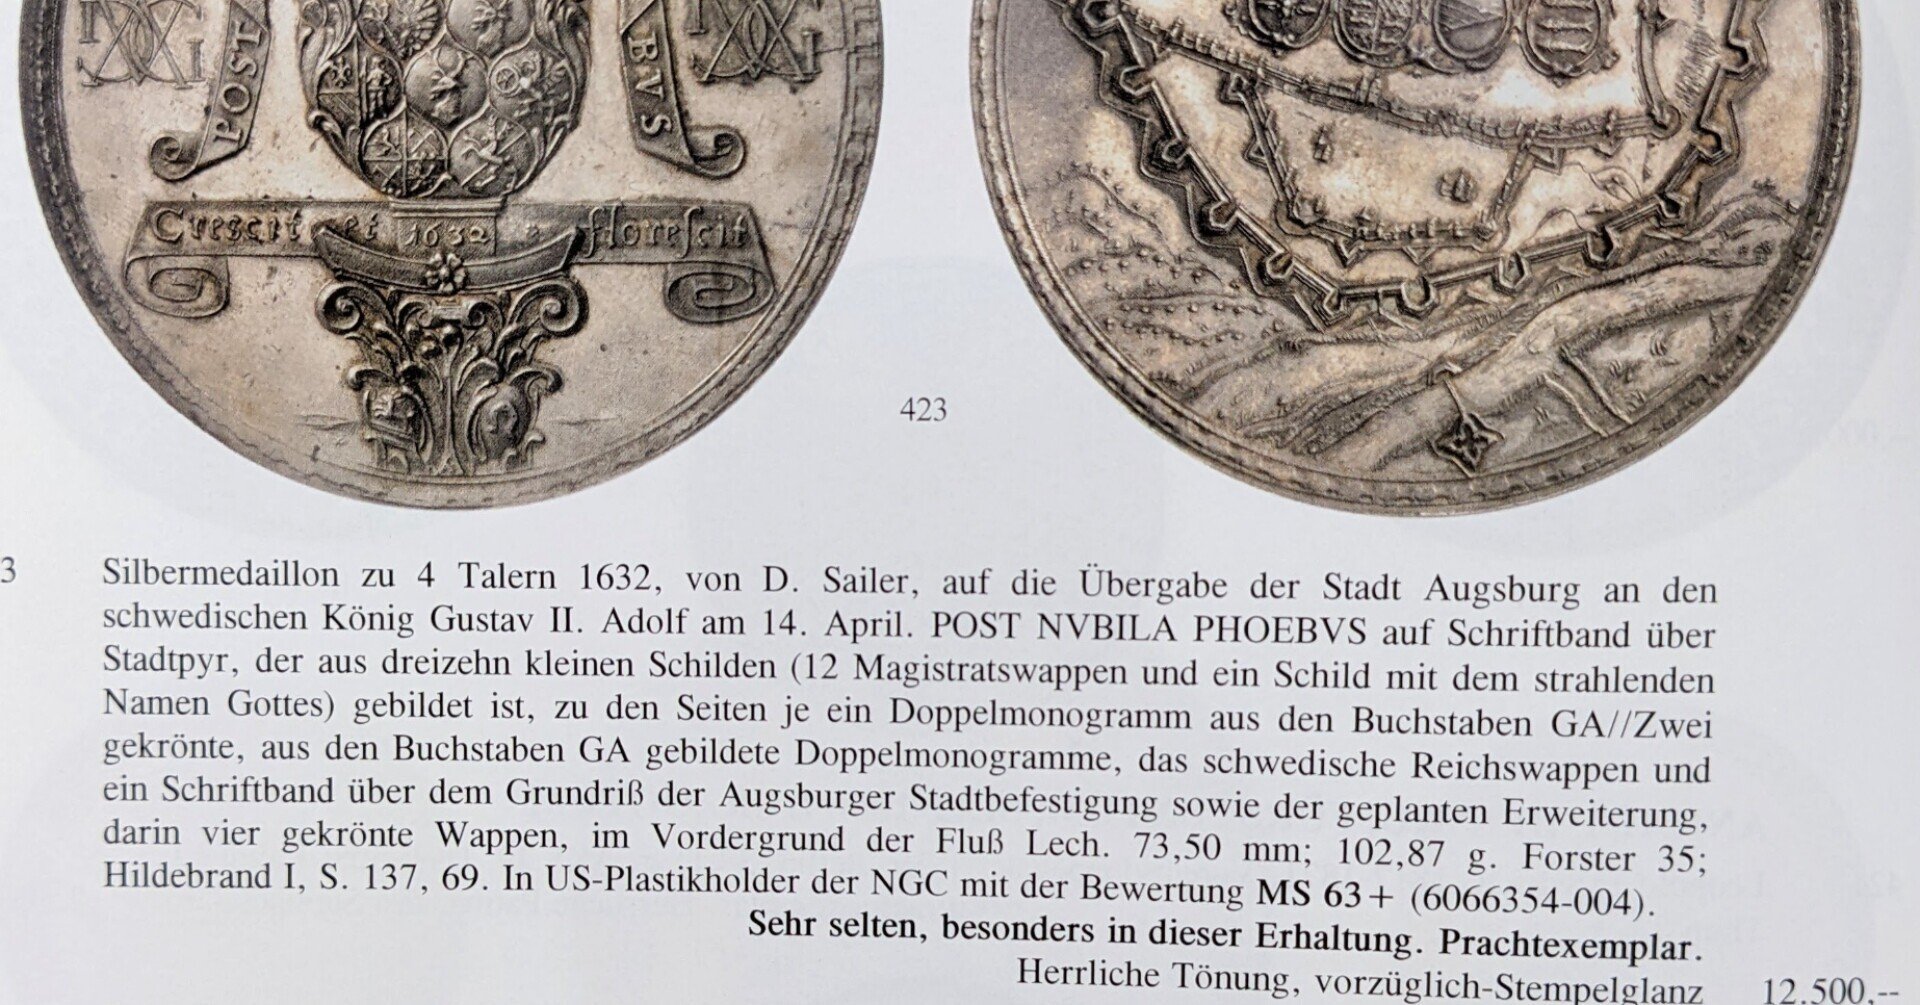 POST
BVS
Crescit et 1632 florescit
423
3
Silbermedaillon zu 4 Talern 1632, von D. Sailer, auf die Übergabe der Stadt Augsburg an den
schwedischen König Gustav II. Adolf am 14. April. POST NVBILA PHOEBVS auf Schriftband über
Stadtpyr, der aus dreizehn kleinen Schilden (12 Magistratswappen und ein Schild mit dem strahlenden
Namen Gottes) gebildet ist, zu den Seiten je ein Doppelmonogramm aus den Buchstaben GA//Zwei
gekrönte, aus den Buchstaben GA gebildete Doppelmonogramme, das schwedische Reichswappen und
ein Schriftband über dem Grundriß der Augsburger Stadtbefestigung sowie der geplanten Erweiterung,
darin vier gekrönte Wappen, im Vordergrund der Fluß Lech. 73,50 mm; 102,87 g. Forster 35;
Hildebrand I, S. 137, 69. In US-Plastikholder der NGC mit der Bewertung MS 63+ (6066354-004).
Sehr selten, besonders in dieser Erhaltung. Prachtexemplar.
Herrliche Tönung, vorzüglich-Stempelglanz 12.500,--